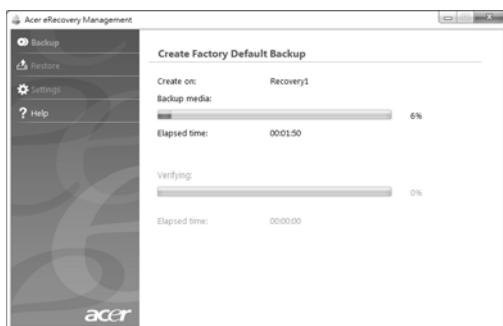 Acer eRecovery Management
Backup
Restore
Settings
Help
Create Factory Default Backup
Create on: Recovery1
Backup media:
6%
Elapsed time: 00:01:50
Verifying:
0%
Elapsed time: 00:00:00
acer